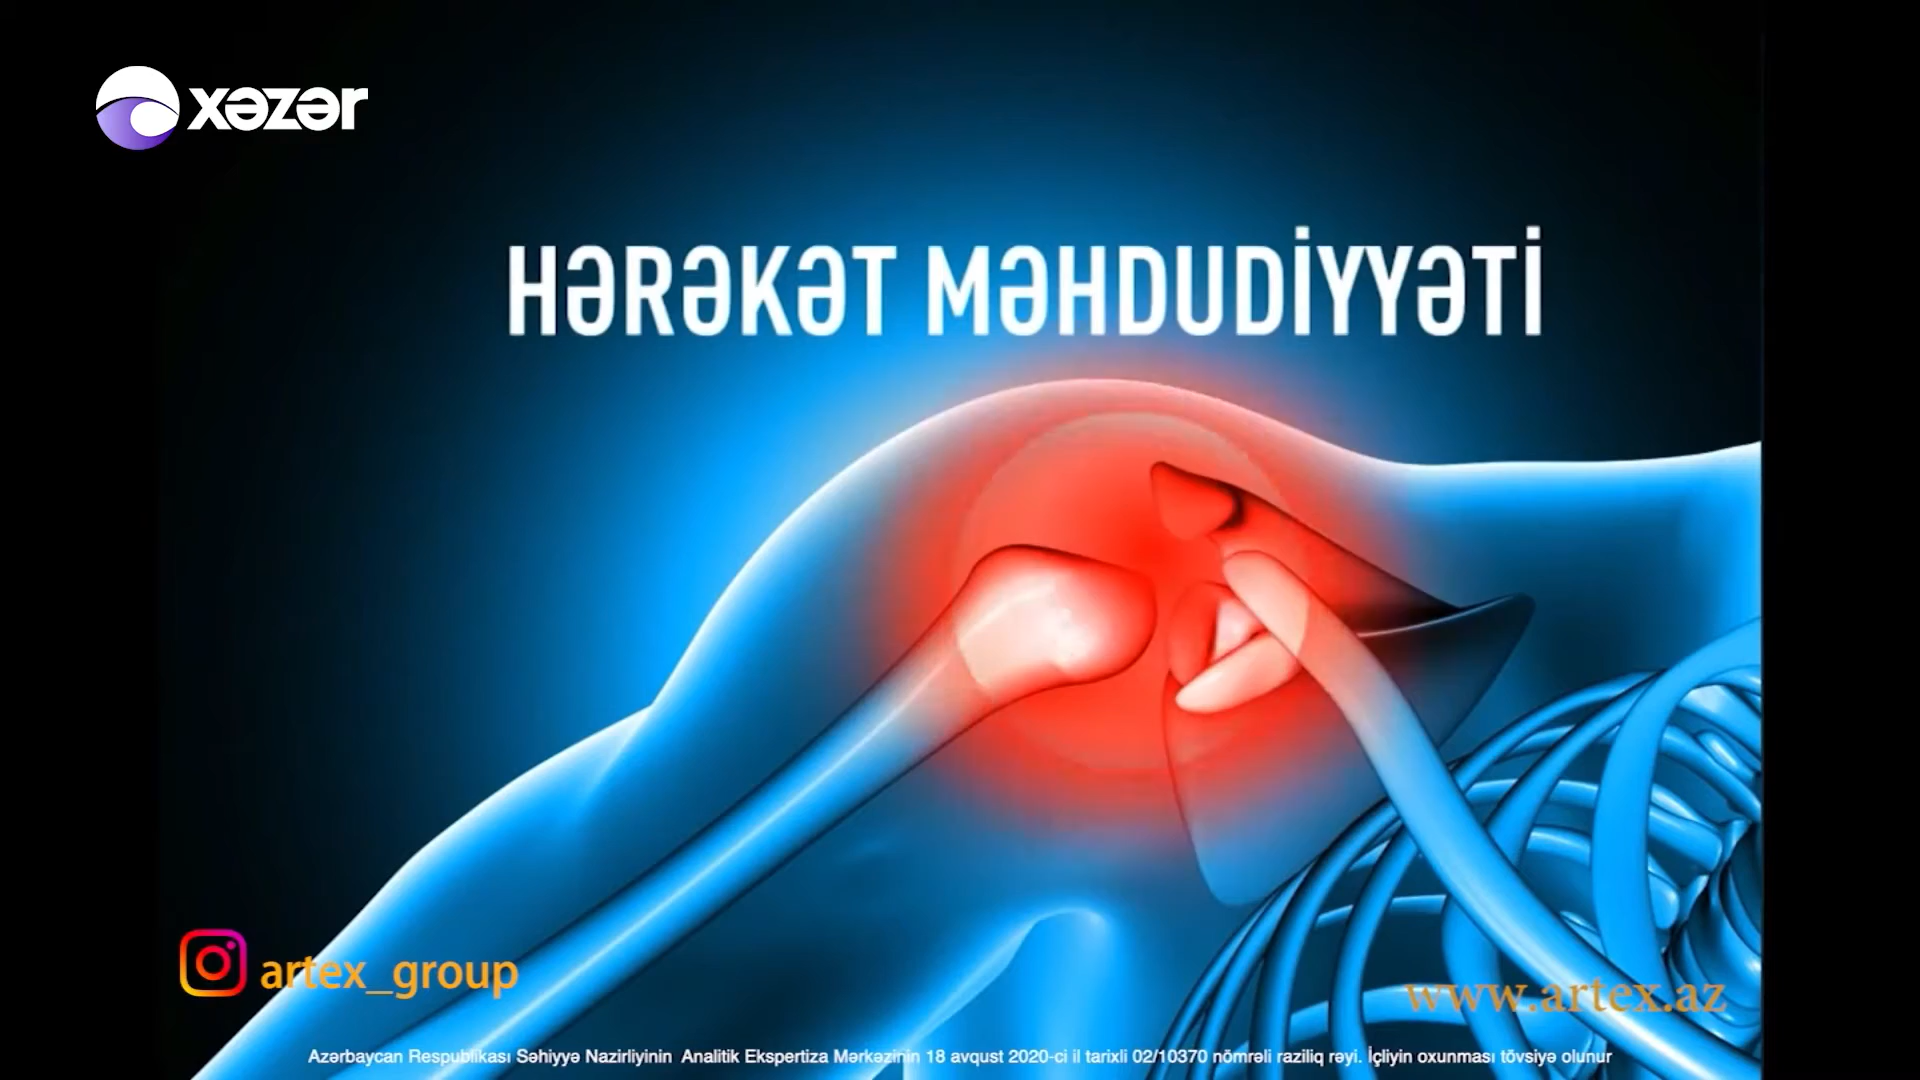 xəzər
HƏRƏKƏT MƏHDUDİYYƏTİ
artex_group
www.artex.az
Azərbaycan Respublikası Səhiyyə Nazirliyinin Analitik Ekspertiza Mərkəzinin 18 avqust 2020-ci il tarixli 02/10370 nömrəli raziliq rəyi. İçliyin oxunması tövsiyə olunur